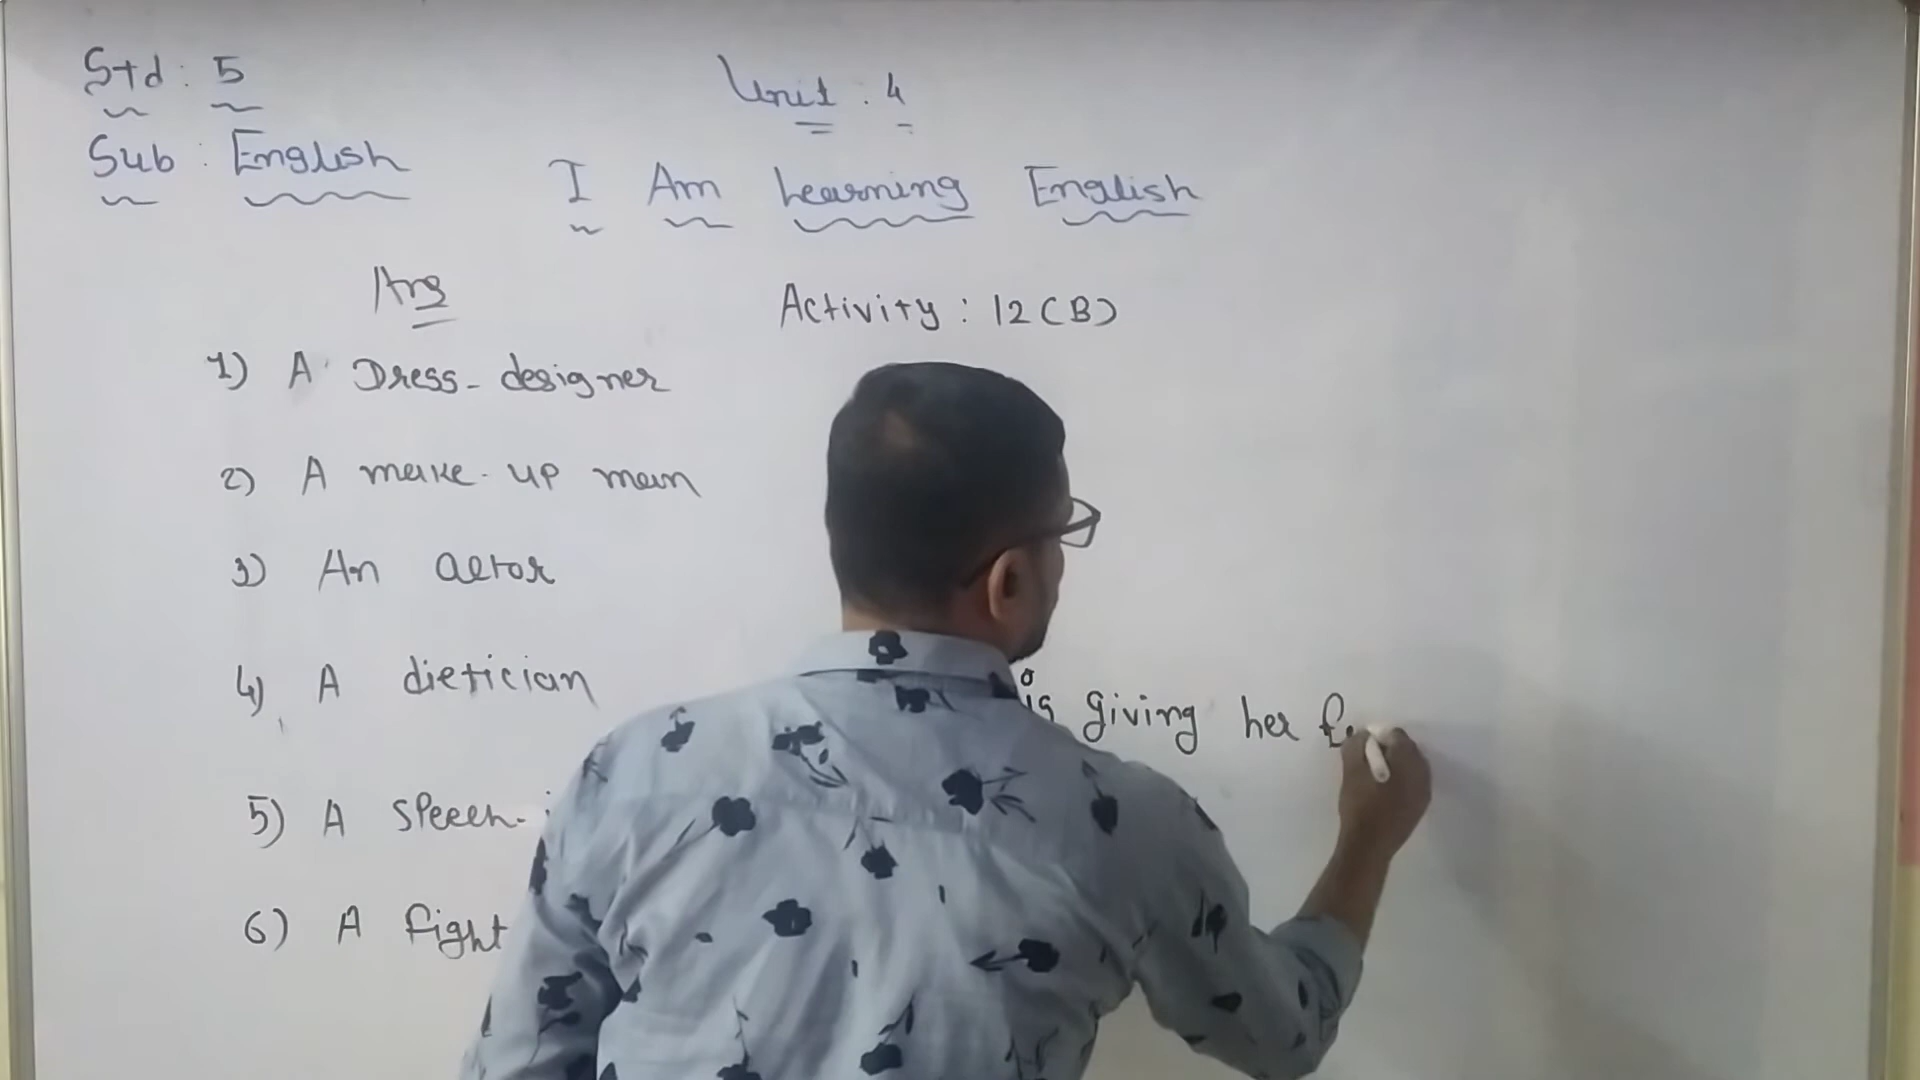 Std : 5
Unit : 4
Sub : English
I Am Learning English
Ans
Activity : 12 (B)
1) A Dress-designer
2) A make-up man
3) An actor
4) A dietician
is giving her
5) A speech-
6) A fight